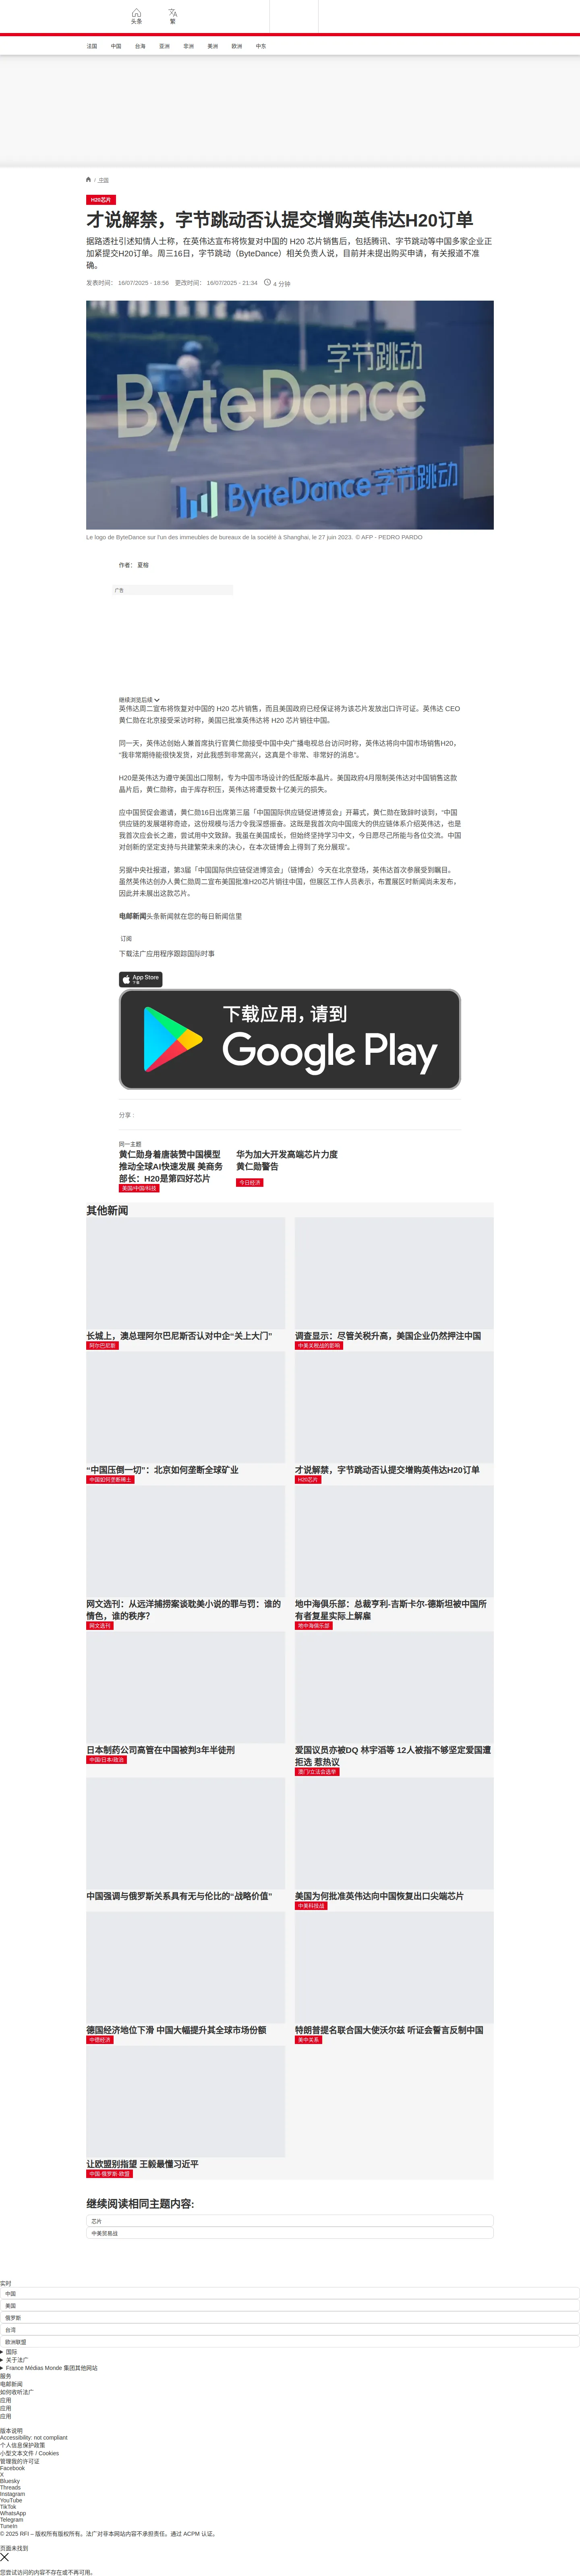 头条
繁
法国
中国
台海
亚洲
非洲
美洲
欧洲
中东
/ 中国
H20芯片
才说解禁，字节跳动否认提交增购英伟达H20订单
据路透社引述知情人士称，在英伟达宣布将恢复对中国的 H20 芯片销售后，包括腾讯、字节跳动等中国多家企业正
加紧提交H20订单。周三16日，字节跳动（ByteDance）相关负责人说，目前并未提出购买申请，有关报道不准
确。
发表时间： 16/07/2025 - 18:56 更改时间： 16/07/2025 - 21:34 4 分钟
字节跳动
ByteDance
ByteDance 字节跳动
Le logo de ByteDance sur l'un des immeubles de bureaux de la société à Shanghai, le 27 juin 2023. © AFP - PEDRO PARDO
作者： 夏榕
广告
继续浏览后续
英伟达周二宣布将恢复对中国的 H20 芯片销售，而且美国政府已经保证将为该芯片发放出口许可证。英伟达 CEO
黄仁勋在北京接受采访时称，美国已批准英伟达将 H20 芯片销往中国。
同一天，英伟达创始人兼首席执行官黄仁勋接受中国中央广播电视总台访问时称，英伟达将向中国市场销售H20，
“我非常期待能很快发货，对此我感到非常高兴，这真是个非常、非常好的消息”。
H20是英伟达为遵守美国出口限制，专为中国市场设计的低配版本晶片。美国政府4月限制英伟达对中国销售这款
晶片后，黄仁勋称，由于库存积压，英伟达将遭受数十亿美元的损失。
应中国贸促会邀请，黄仁勋16日出席第三届「中国国际供应链促进博览会」开幕式，黄仁勋在致辞时谈到，“中国
供应链的发展堪称奇迹，这份规模与活力令我深感振奋。这既是我首次向中国庞大的供应链体系介绍英伟达，也是
我首次应会长之邀，尝试用中文致辞。我虽在美国成长，但始终坚持学习中文，今日愿尽己所能与各位交流。中国
对创新的坚定支持与共建繁荣未来的决心，在本次链博会上得到了充分展现”。
另据中央社报道，第3届「中国国际供应链促进博览会」（链博会）今天在北京登场，英伟达首次参展受到瞩目。
虽然英伟达创办人黄仁勋周二宣布美国批准H20芯片销往中国，但展区工作人员表示，布置展区时新闻尚未发布，
因此并未展出这款芯片。
电邮新闻头条新闻就在您的每日新闻信里
订阅
下载法广应用程序跟踪国际时事
App Store
下载
下载应用，请到
Google Play
分享 :
同一主题
黄仁勋身着唐装赞中国模型
推动全球AI快速发展 美商务
部长：H20是第四好芯片
美国/中国/科技
华为加大开发高端芯片力度
黄仁勋警告
今日经济
其他新闻
长城上，澳总理阿尔巴尼斯否认对中企“关上大门”
阿尔巴尼斯
调查显示：尽管关税升高，美国企业仍然押注中国
中美关税战的影响
“中国压倒一切”：北京如何垄断全球矿业
中国如何垄断稀土
才说解禁，字节跳动否认提交增购英伟达H20订单
H20芯片
网文选刊：从远洋捕捞案谈耽美小说的罪与罚：谁的
情色，谁的秩序？
网文选刊
地中海俱乐部：总裁亨利-吉斯卡尔-德斯坦被中国所
有者复星实际上解雇
地中海俱乐部
日本制药公司高管在中国被判3年半徒刑
中国/日本/政治
爱国议员亦被DQ 林宇滔等 12人被指不够坚定爱国遭
拒选 惹热议
澳门/立法会选举
中国强调与俄罗斯关系具有无与伦比的“战略价值”
美国为何批准英伟达向中国恢复出口尖端芯片
中美科技战
德国经济地位下滑 中国大幅提升其全球市场份额
中德经济
特朗普提名联合国大使沃尔兹 听证会誓言反制中国
美中关系
让欧盟别指望 王毅最懂习近平
中国-俄罗斯-欧盟
继续阅读相同主题内容:
芯片
中美贸易战
实时
中国
美国
俄罗斯
台湾
欧洲联盟
国际
关于法广
France Médias Monde 集团其他网站
服务
电邮新闻
如何收听法广
应用
应用
应用
版本说明
Accessibility: not compliant
个人信息保护政策
小型文本文件 / Cookies
管理我的许可证
Facebook
X
Bluesky
Threads
Instagram
YouTube
TikTok
WhatsApp
Telegram
TuneIn
© 2025 RFI – 版权所有版权所有。法广对非本网站内容不承担责任。通过 ACPM 认证。
页面未找到
您尝试访问的内容不存在或不再可用。